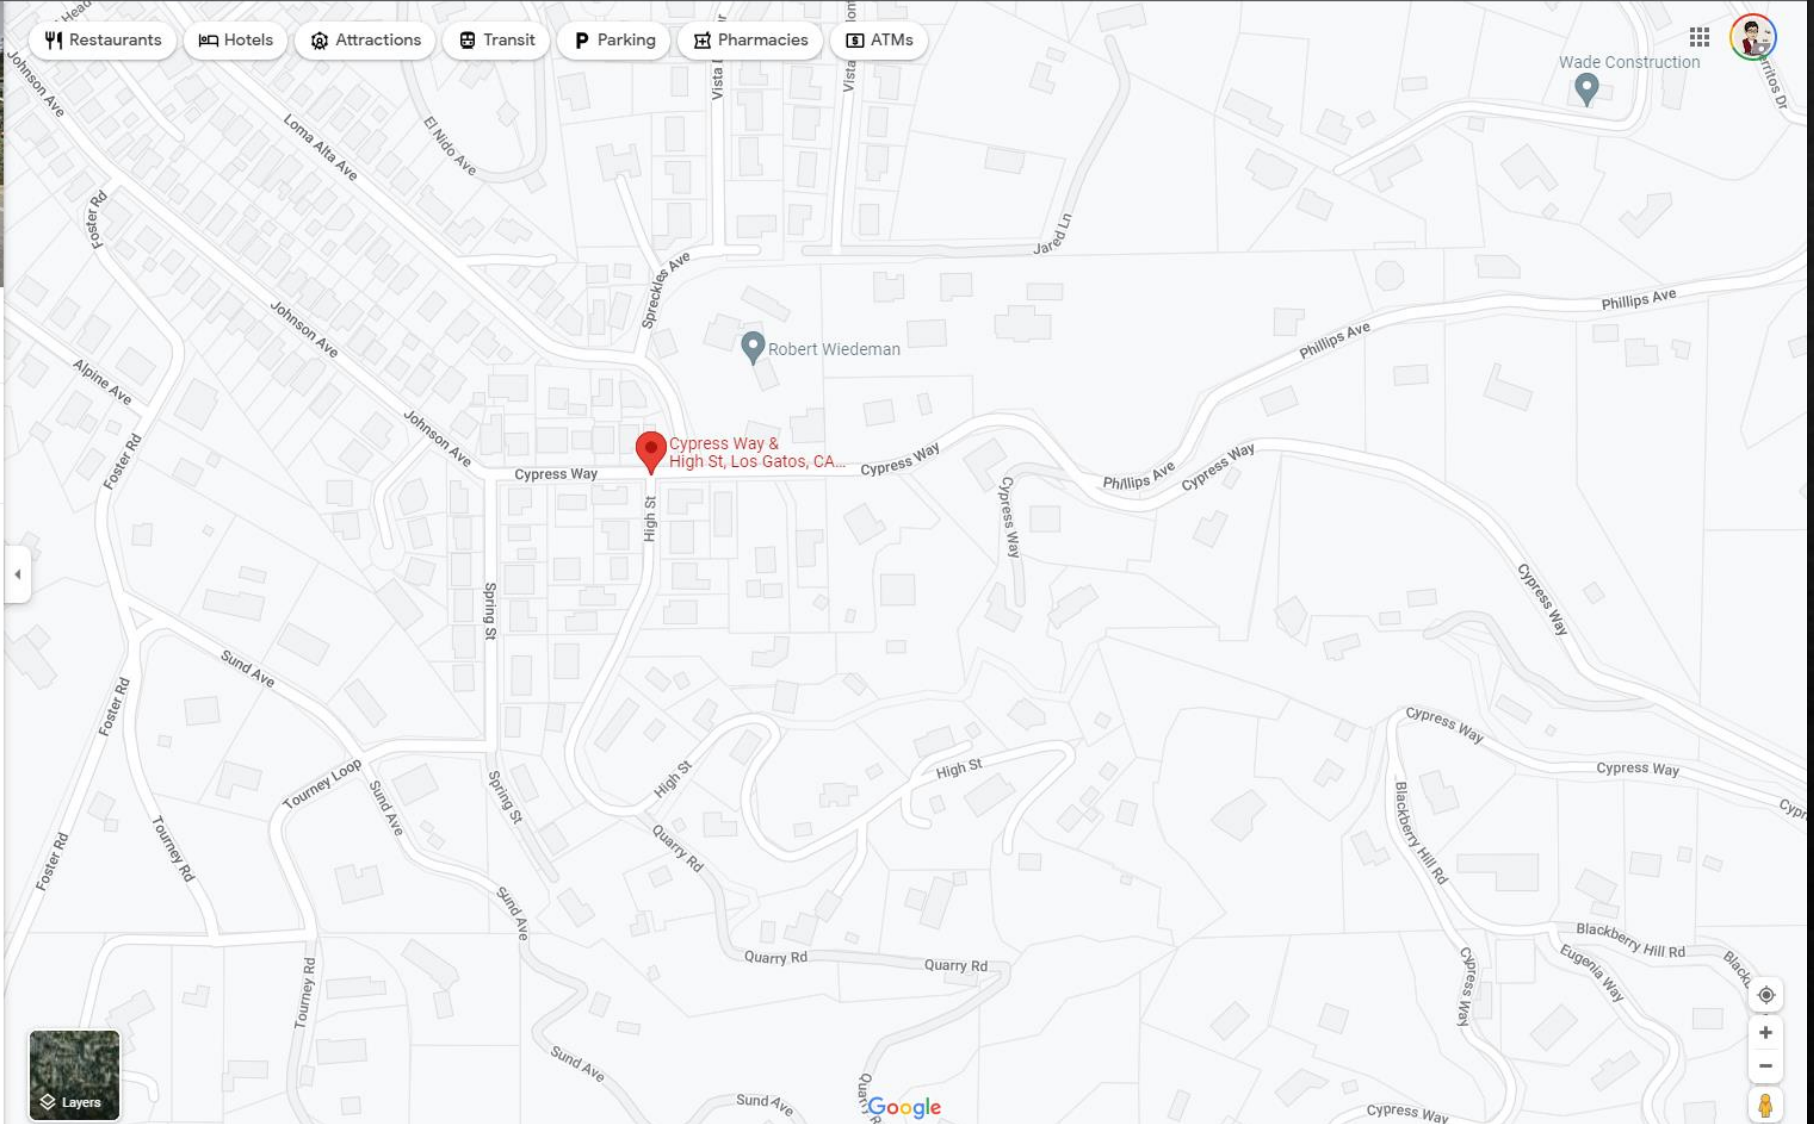 Restaurants
Hotels
Attractions
Transit
Parking
Pharmacies
ATMs
Wade Construction
Johnson Ave
Loma Alta Ave
El Nido Ave
Vista
Vista
Foster Rd
Jared Ln
Spreckles Ave
Phillips Ave
Johnson Ave
Phillips Ave
Robert Wiedeman
Alpine Ave
Johnson Ave
Foster Rd
Cypress Way &
High St, Los Gatos, CA...
Cypress Way
Cypress Way
Phillips Ave
Cypress Way
High St
Cypress Way
Spring St
Cypress Way
Sund Ave
Foster Rd
Cypress Way
Cypress Way
High St
High St
Tourney Loop
Sund Ave
Spring St
Quarry Rd
Blackberry Hill Rd
Foster Rd
Tourney Rd
Sund Ave
Quarry Rd
Quarry Rd
Blackberry Hill Rd
Eugenia Way
Cypress Way
Tourney Rd
Sund Ave
Sund Ave
Cypress Way
Layers
Google